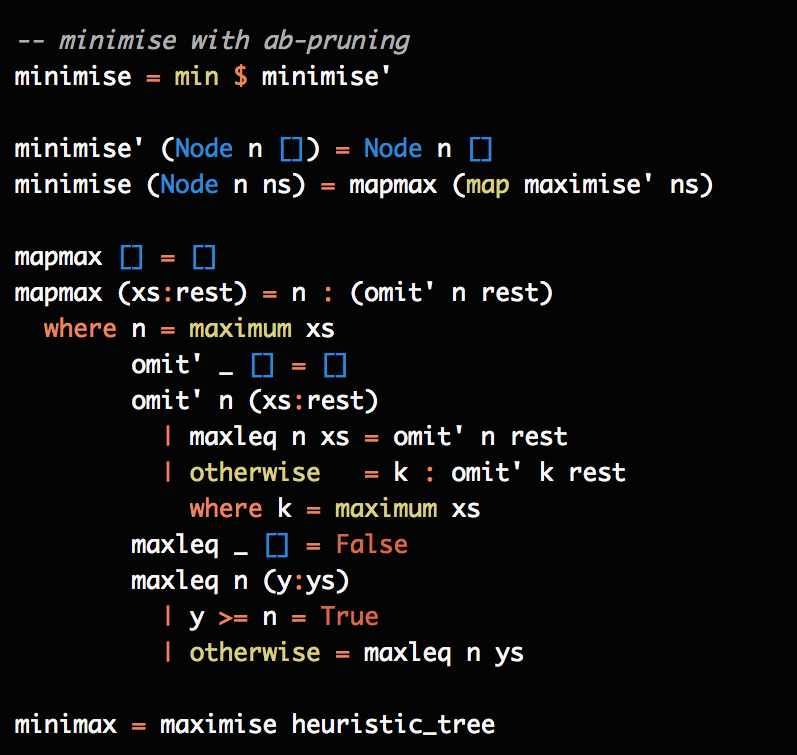 -- minimise with ab-pruning
minimise = min $ minimise'

minimise' (Node n []) = Node n []
minimise (Node n ns) = mapmax (map maximise' ns)

mapmax [] = []
mapmax (xs:rest) = n : (omit' n rest)
  where n = maximum xs
        omit' _ [] = []
        omit' n (xs:rest)
          | maxleq n xs = omit' n rest
          | otherwise   = k : omit' k rest
            where k = maximum xs
        maxleq _ [] = False
        maxleq n (y:ys)
          | y >= n = True
          | otherwise = maxleq n ys

minimax = maximise heuristic_tree